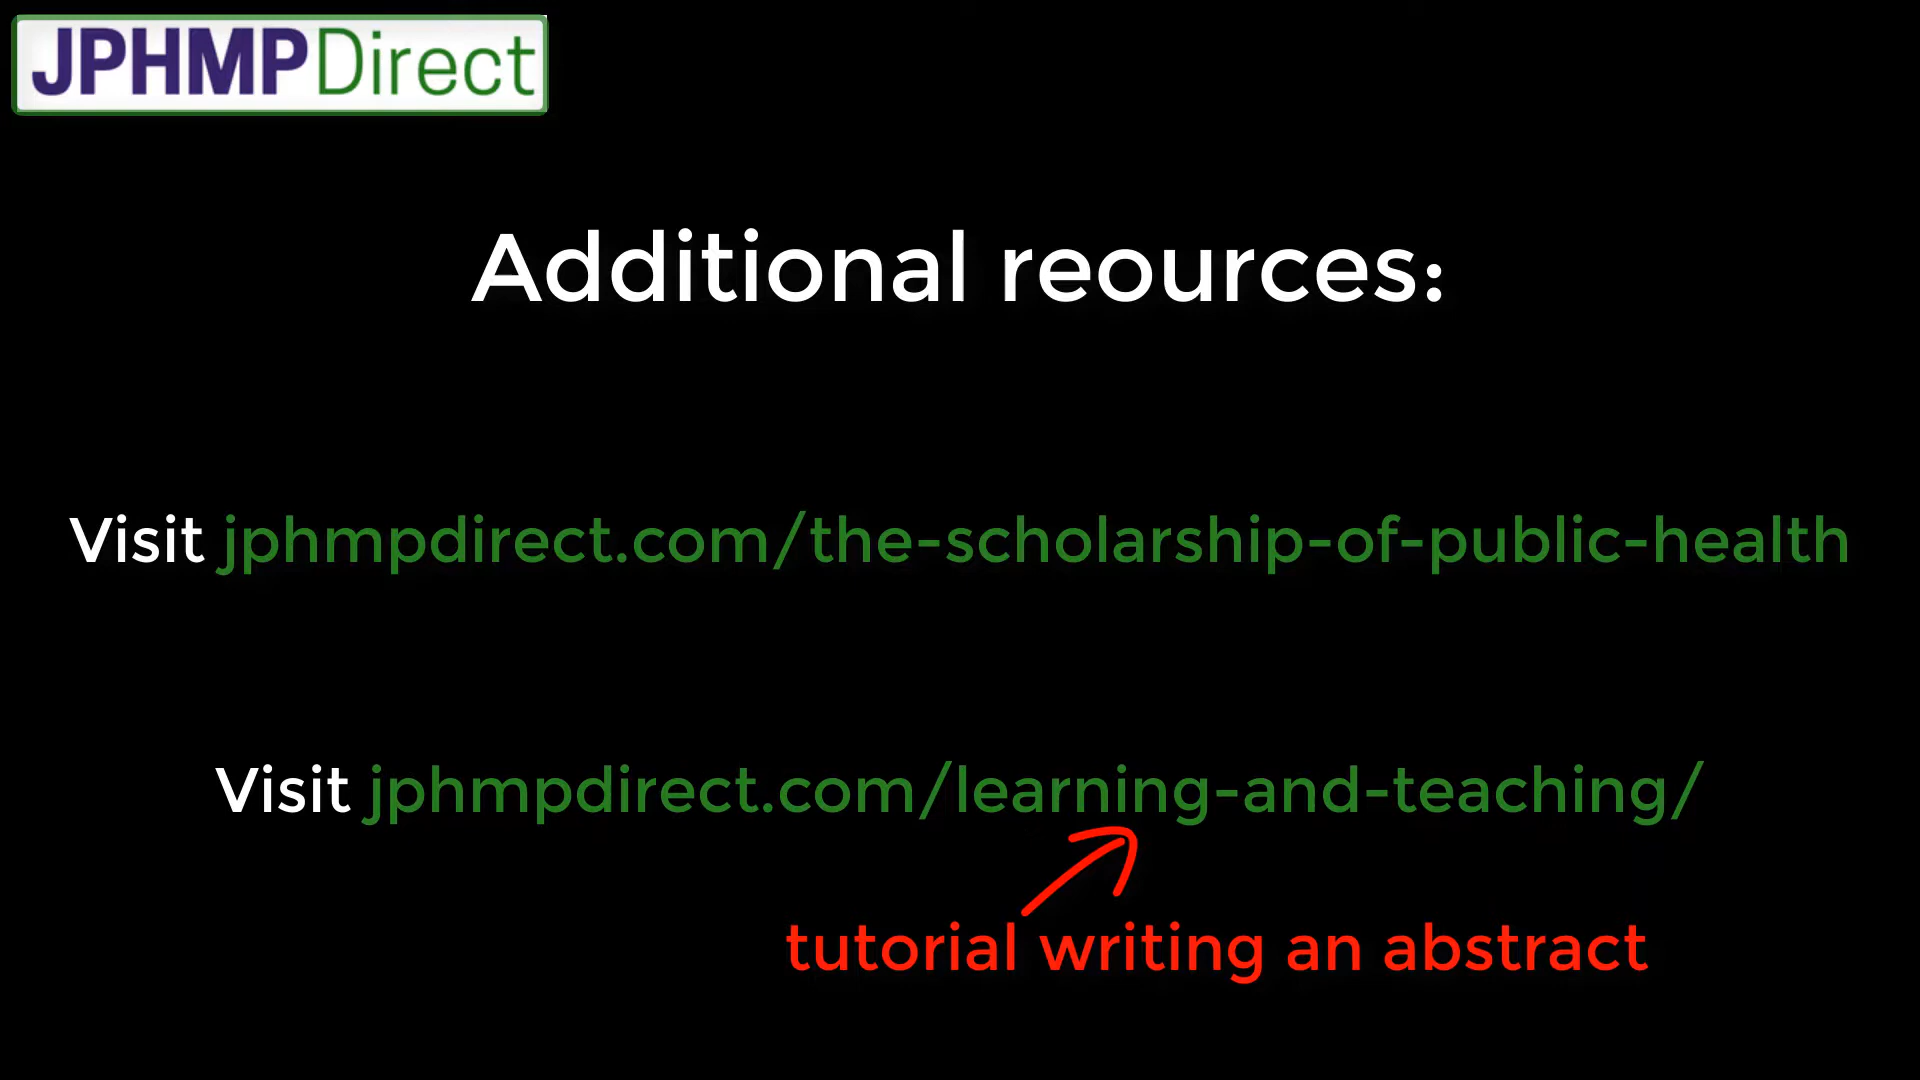 JPHMPDirect
Additional reources:
Visit jphmpdirect.com/the-scholarship-of-public-health
Visit jphmpdirect.com/learning-and-teaching/
tutorial writing an abstract